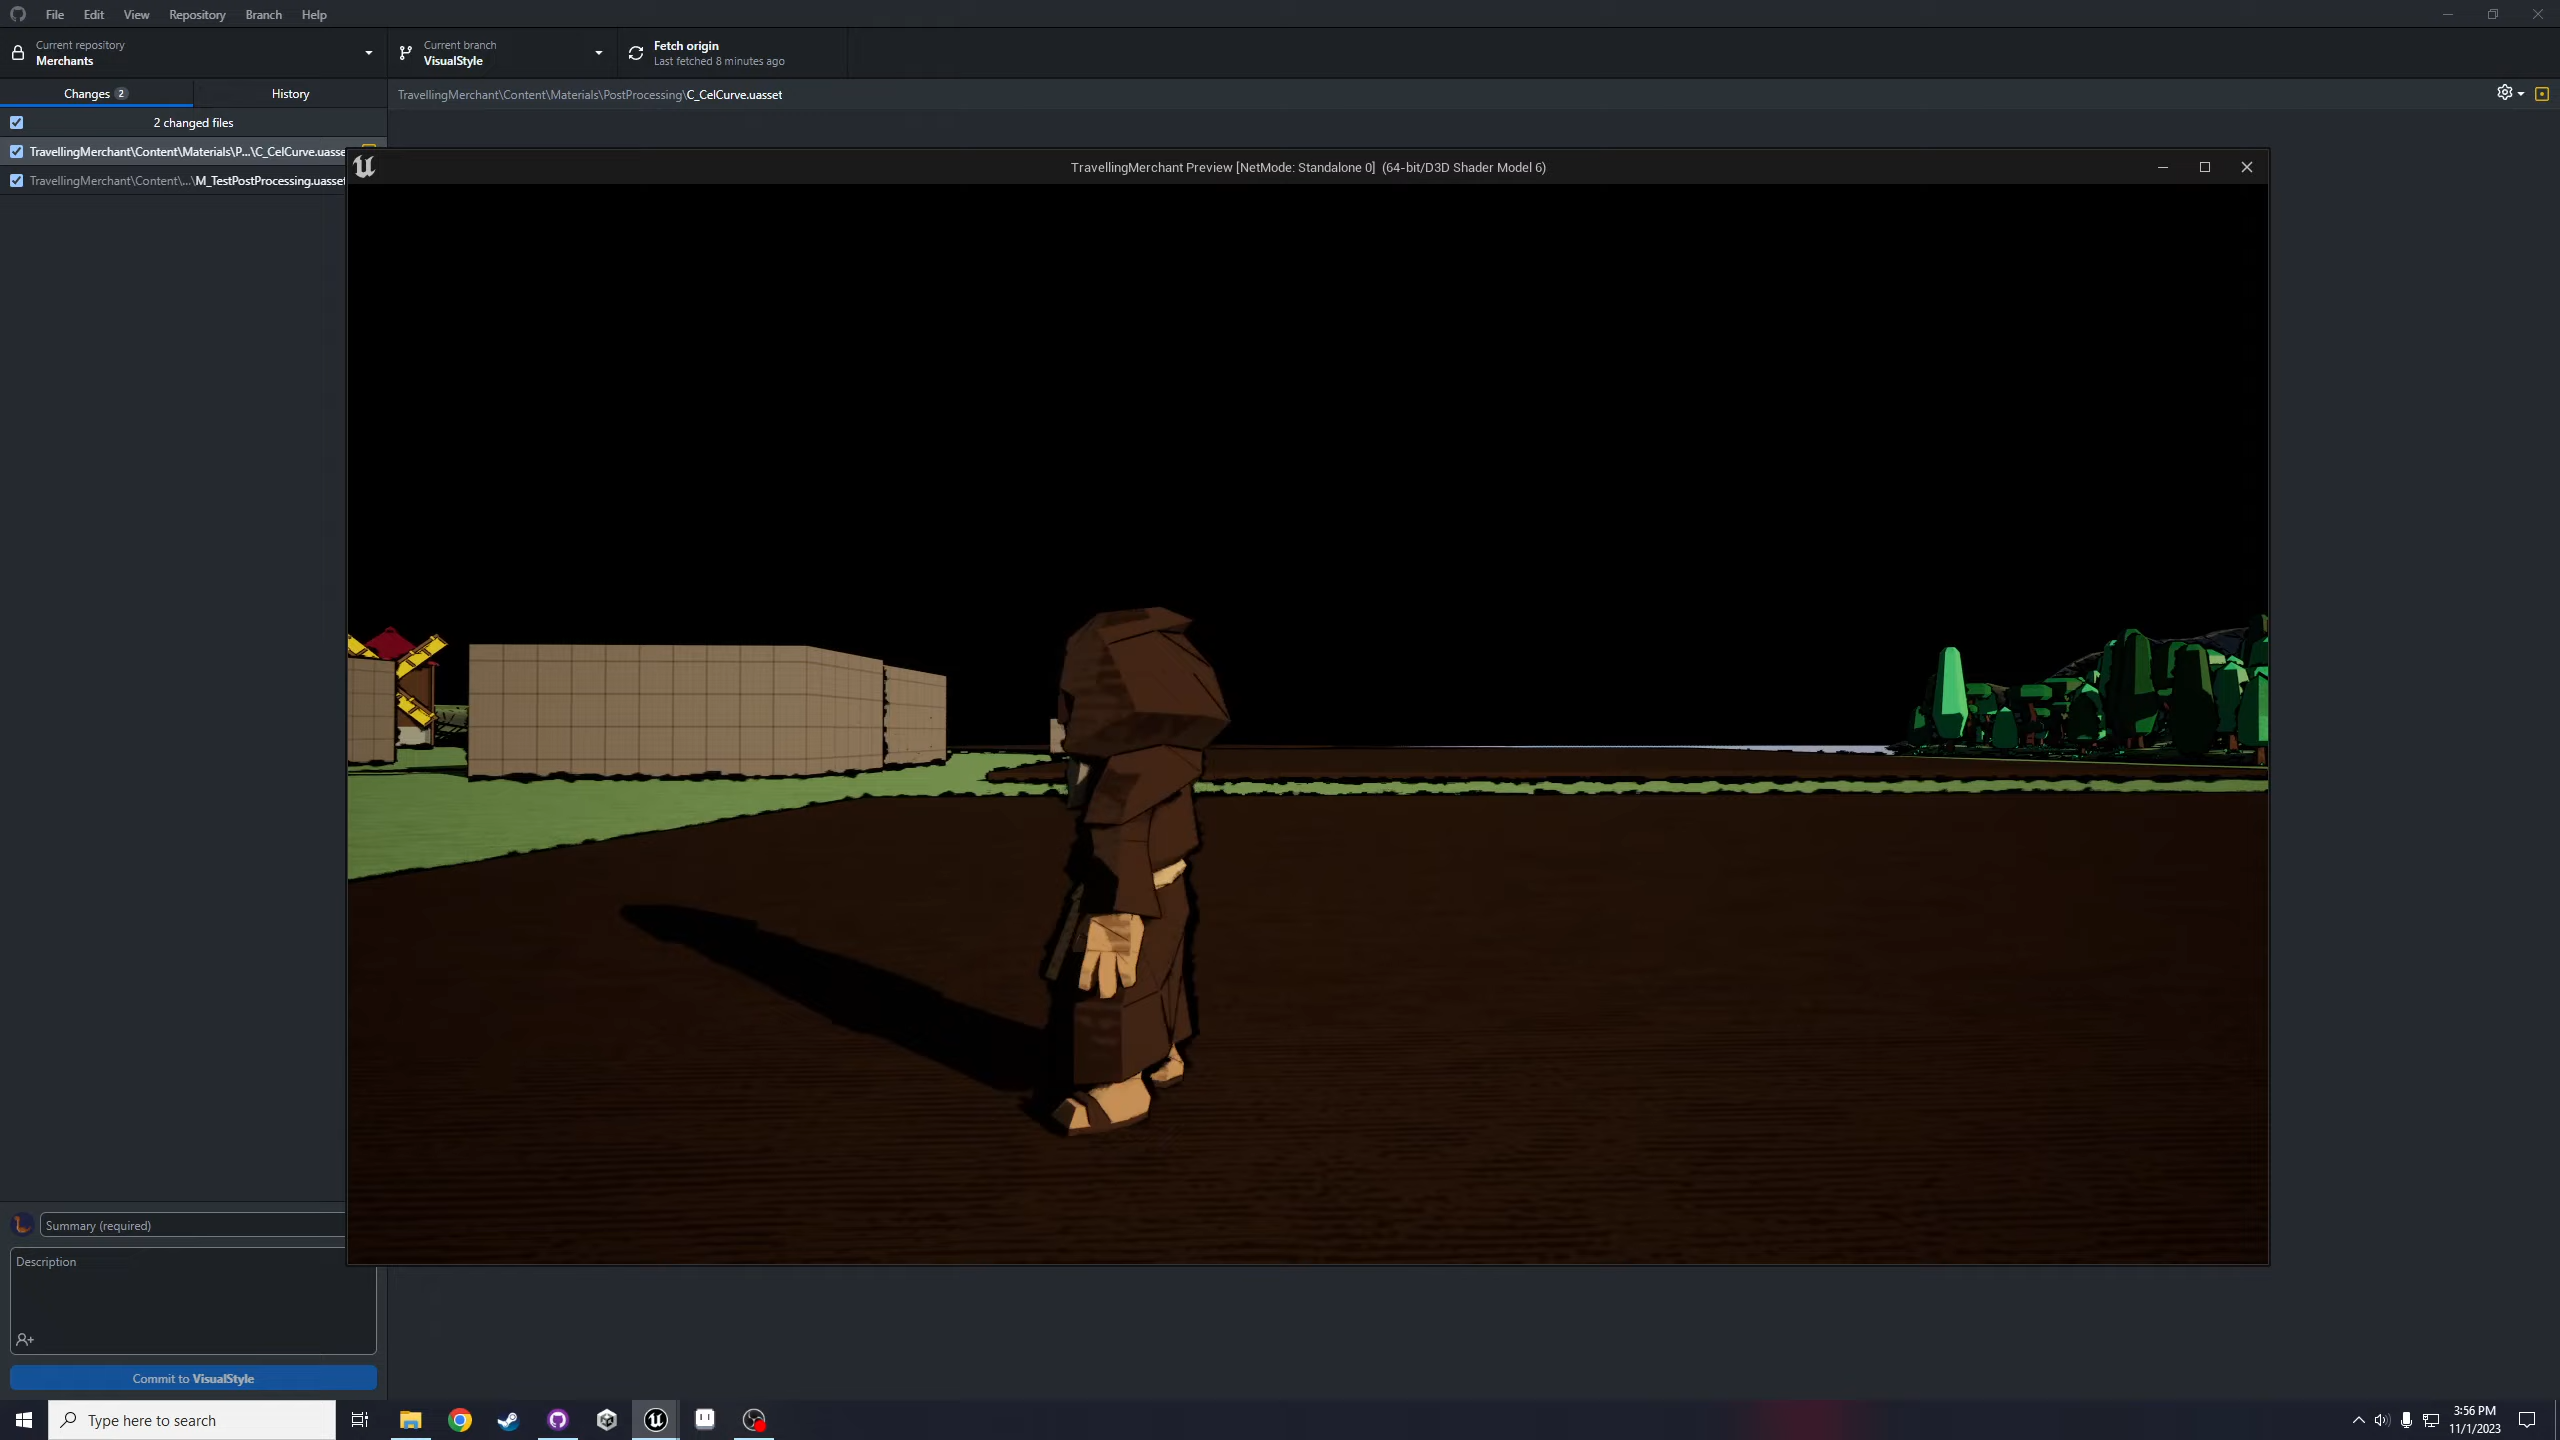 File Edit View Repository Branch Help
Current repository
Merchants
Current branch
VisualStyle
Fetch origin
Last fetched 8 minutes ago
Changes 2
History
TravellingMerchant\Content\Materials\PostProcessing\C_CelCurve.uasset
2 changed files
TravellingMerchant\Content\Materials\P...\C_CelCurve.uasse
TravellingMerchant\Content\...\M_TestPostProcessing.uasset
TravellingMerchant Preview [NetMode: Standalone 0] (64-bit/D3D Shader Model 6)
Summary (required)
Description
Commit to VisualStyle
Type here to search
3:56 PM
11/1/2023